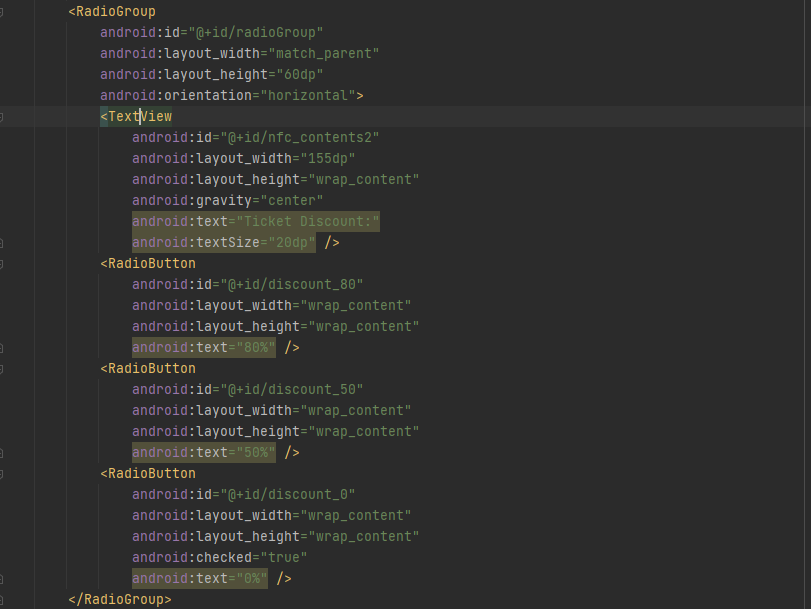 <RadioGroup
android:id="@+id/radioGroup"
android:layout_width="match_parent"
android:layout_height="60dp"
android:orientation="horizontal">
<TextView
android:id="@+id/nfc_contents2"
android:layout_width="155dp"
android:layout_height="wrap_content"
android:gravity="center"
android:text="Ticket Discount:"
android:textSize="20dp" />
<RadioButton
android:id="@+id/discount_80"
android:layout_width="wrap_content"
android:layout_height="wrap_content"
android:text="80%" />
<RadioButton
android:id="@+id/discount_50"
android:layout_width="wrap_content"
android:layout_height="wrap_content"
android:text="50%" />
<RadioButton
android:id="@+id/discount_0"
android:layout_width="wrap_content"
android:layout_height="wrap_content"
android:checked="true"
android:text="0%" />
</RadioGroup>